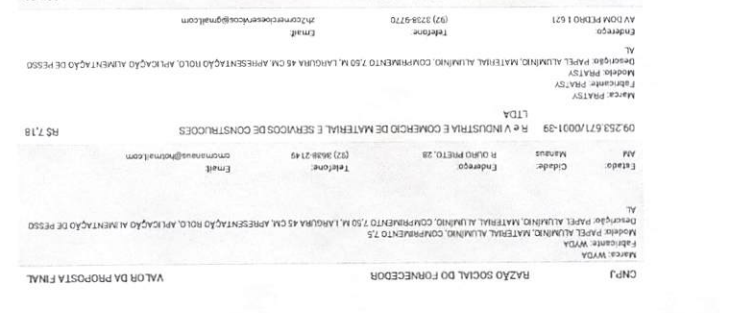 CNPJ RAZÃO SOCIAL DO FORNECEDOR VALOR DA PROPOSTA FINAL
Marca: WYDA
Fabricante: WYDA
Modelo: PAPEL ALUMÍNIO, MATERIAL ALUMÍNIO, COMPRIMENTO 7,5
Descrição: PAPEL ALUMÍNIO, MATERIAL ALUMÍNIO, COMPRIMENTO 7,50 M, LARGURA 45 CM, APRESENTAÇÃO ROLO, APLICAÇÃO ALIMENTAÇÃO DE PESSO
AL
Estado: Cidade: Endereço: Telefone: Email:
AM Manaus R OURO PRETO, 28 (92) 3638-2149 cmcmanaus@hotmail.com
09.253.671/0001-39 R e V INDUSTRIA E COMERCIO DE MATERIAL E SERVICOS DE CONSTRUCOES R$ 7,18
LTDA
Marca: PRATSY
Fabricante: PRATSY
Modelo: PRATSY
Descrição: PAPEL ALUMÍNIO, MATERIAL ALUMÍNIO, COMPRIMENTO 7,50 M, LARGURA 45 CM, APRESENTAÇÃO ROLO, APLICAÇÃO ALIMENTAÇÃO DE PESSO
AL
Endereço Telefone Email:
AV DOM PEDRO I 671 (92) 3238-9770 zhcomercioeservicos@gmail.com